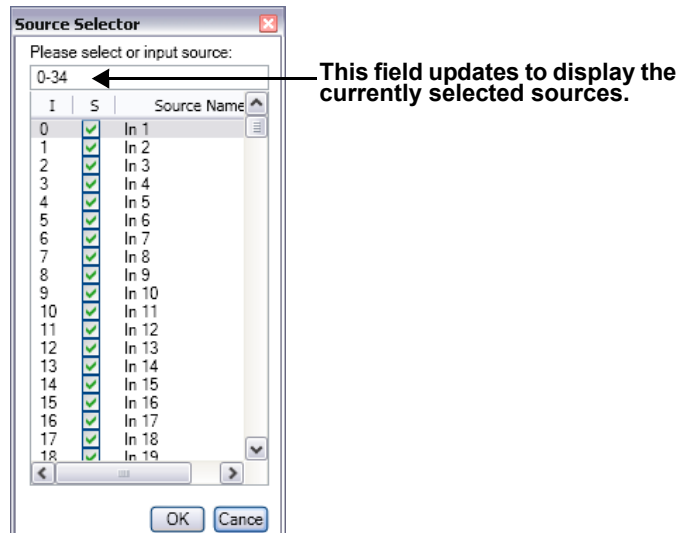 Source Selector
Please select or input source:
0-34
This field updates to display the
currently selected sources.
I S Source Name
0 In 1
1 In 2
2 In 3
3 In 4
4 In 5
5 In 6
6 In 7
7 In 8
8 In 9
9 In 10
10 In 11
11 In 12
12 In 13
13 In 14
14 In 15
15 In 16
16 In 17
17 In 18
18 In 19
OK Cance